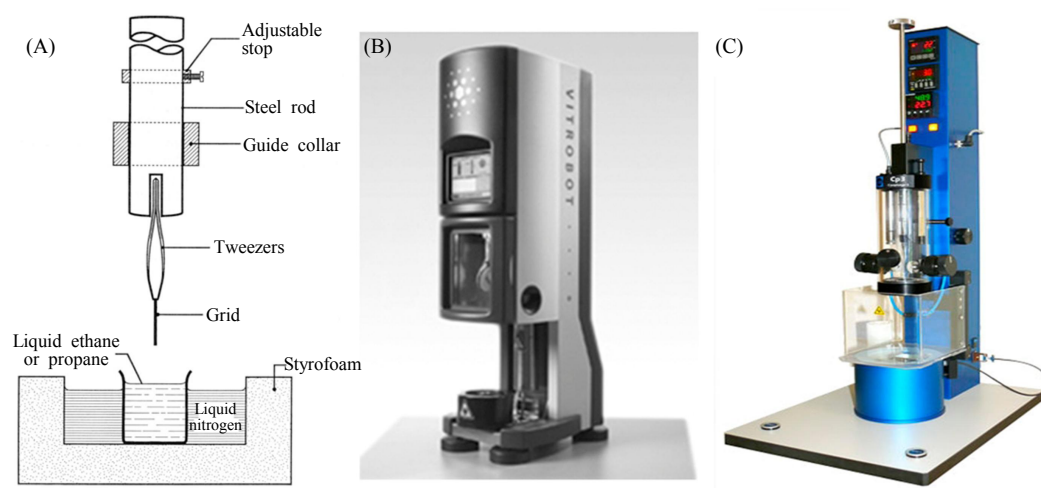 (A)
Adjustable
stop
Steel rod
Guide collar
Tweezers
Grid
Liquid ethane
or propane
Styrofoam
Liquid
nitrogen
(B)
VITROBOT
(C)
Cp3